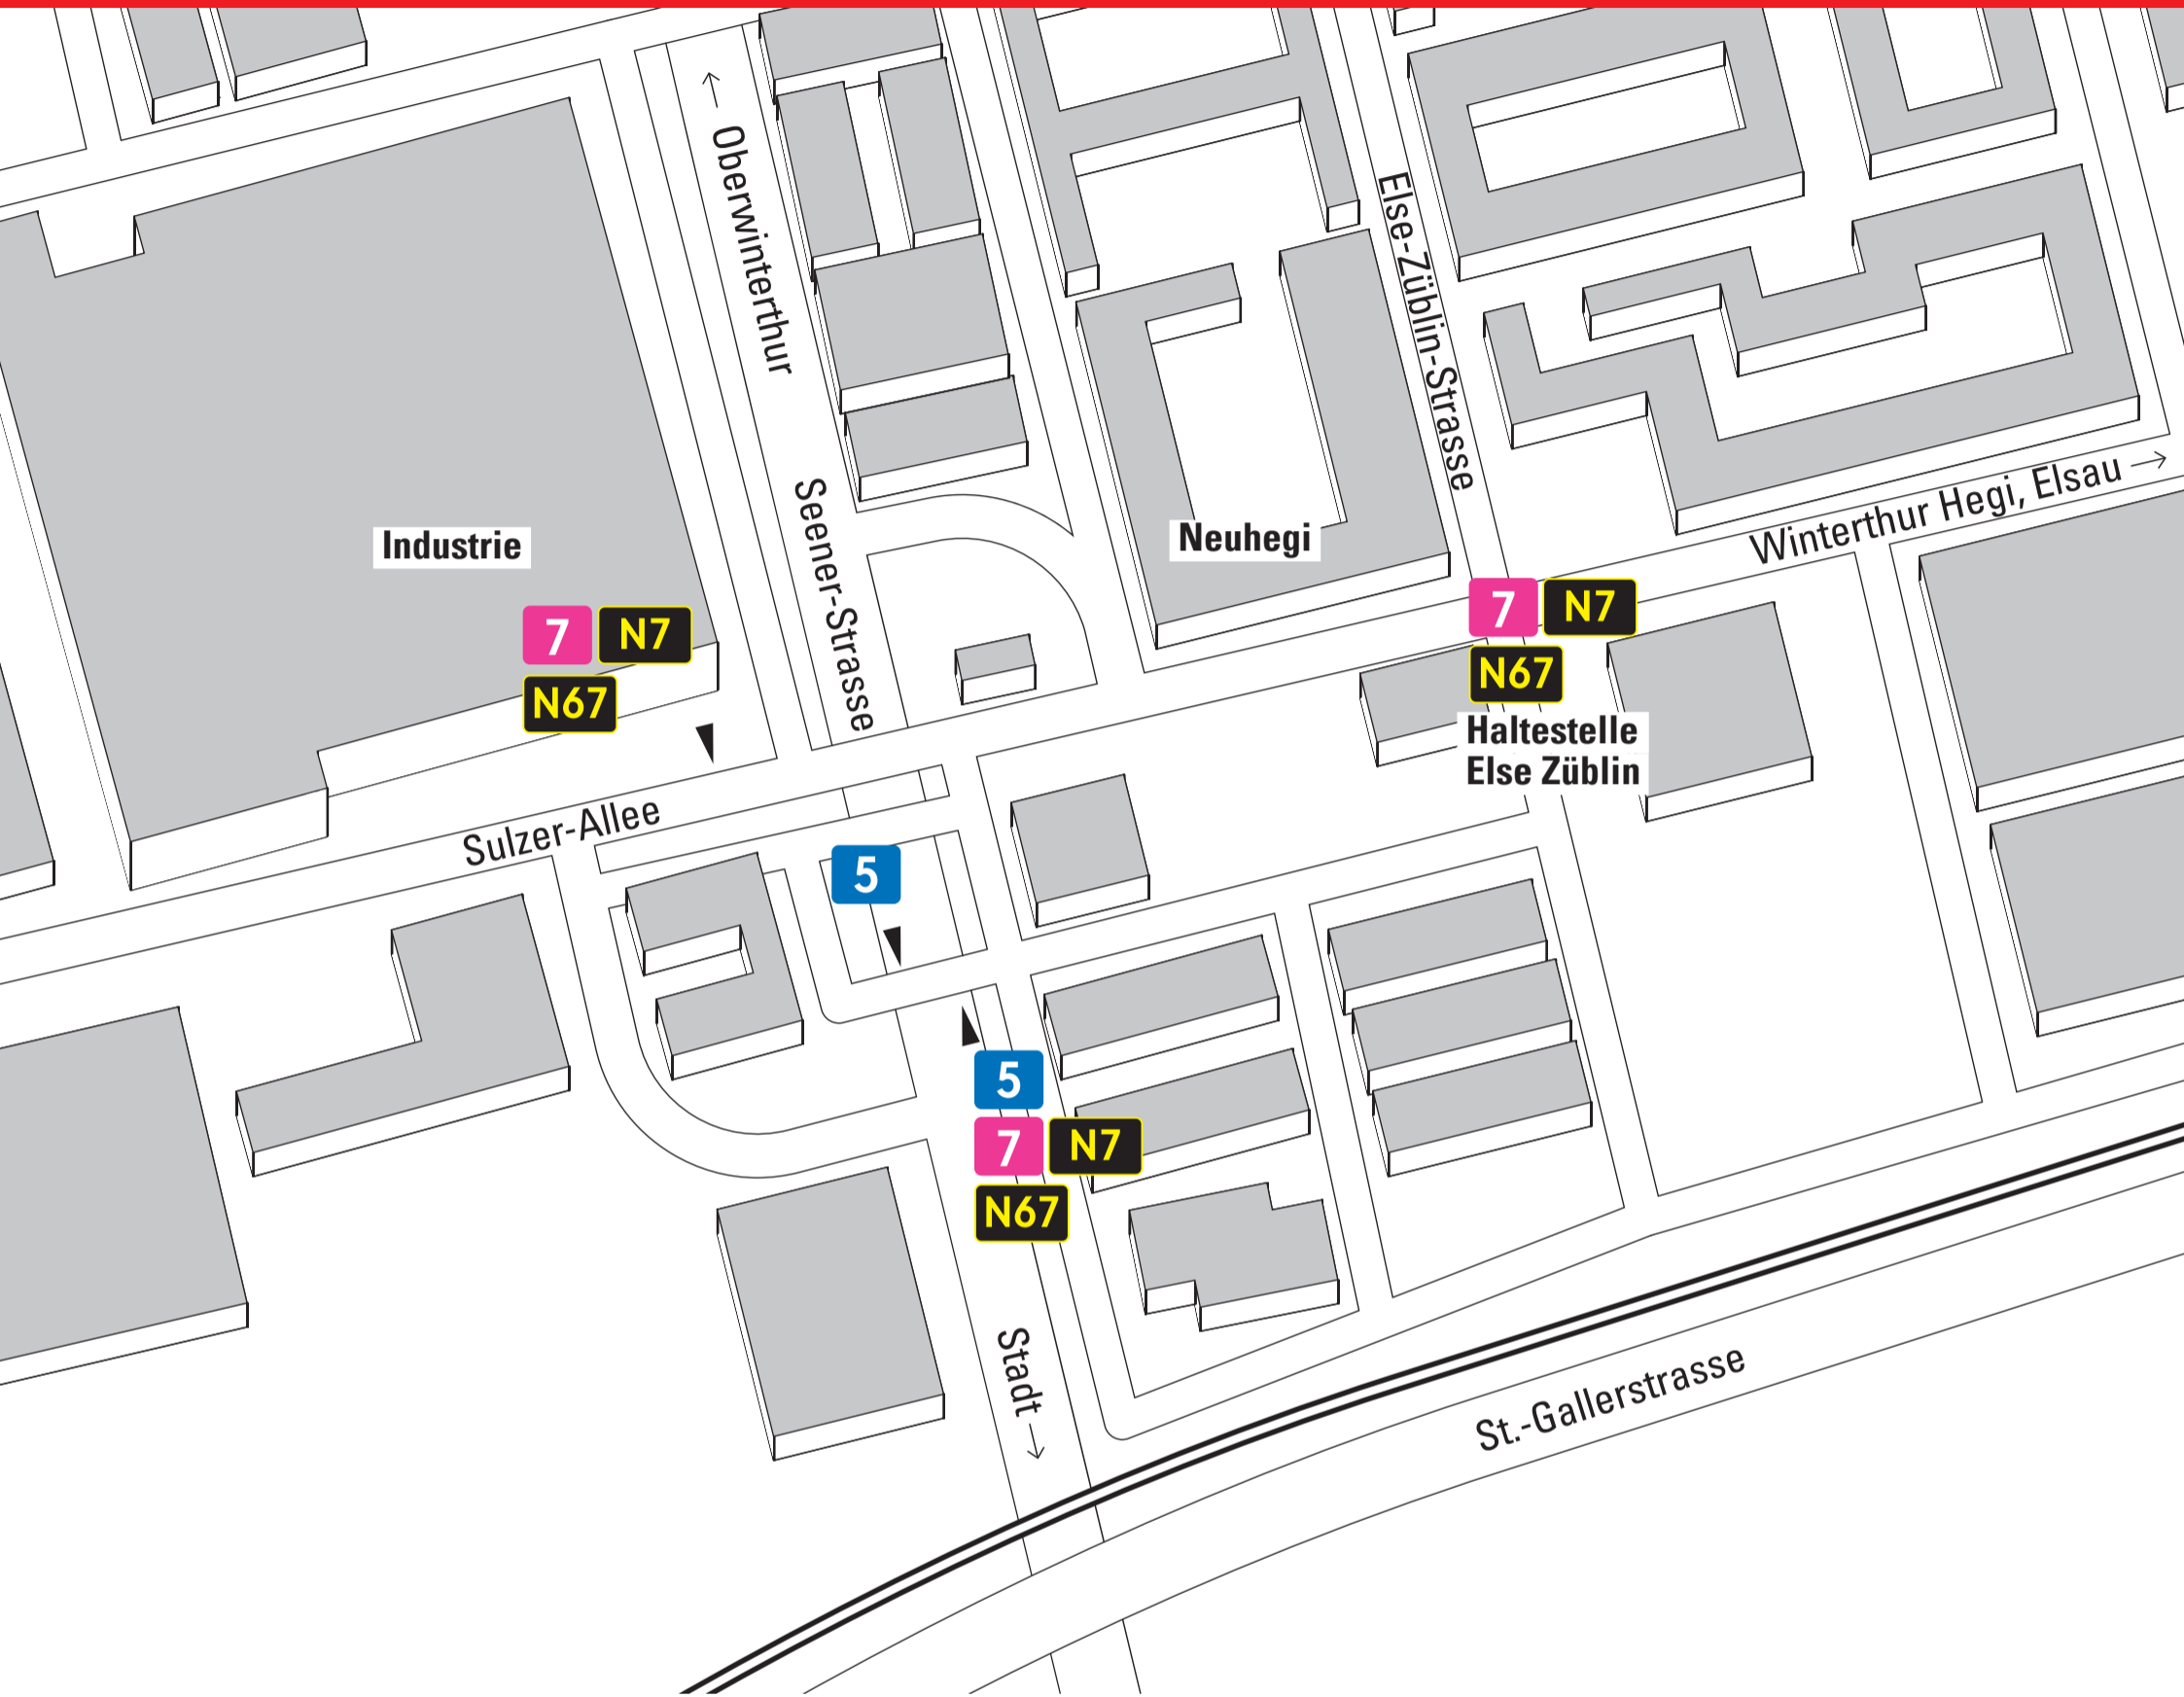 Oberwinterthur
Else-Züblin-Strasse
Winterthur Hegi, Elsau
Seener-Strasse
Industrie
Neuhegi
7 N7
N67
7 N7
N67
Haltestelle
Else Züblin
Sulzer-Allee
5
5
7 N7
N67
Stadt
St.-Gallerstrasse